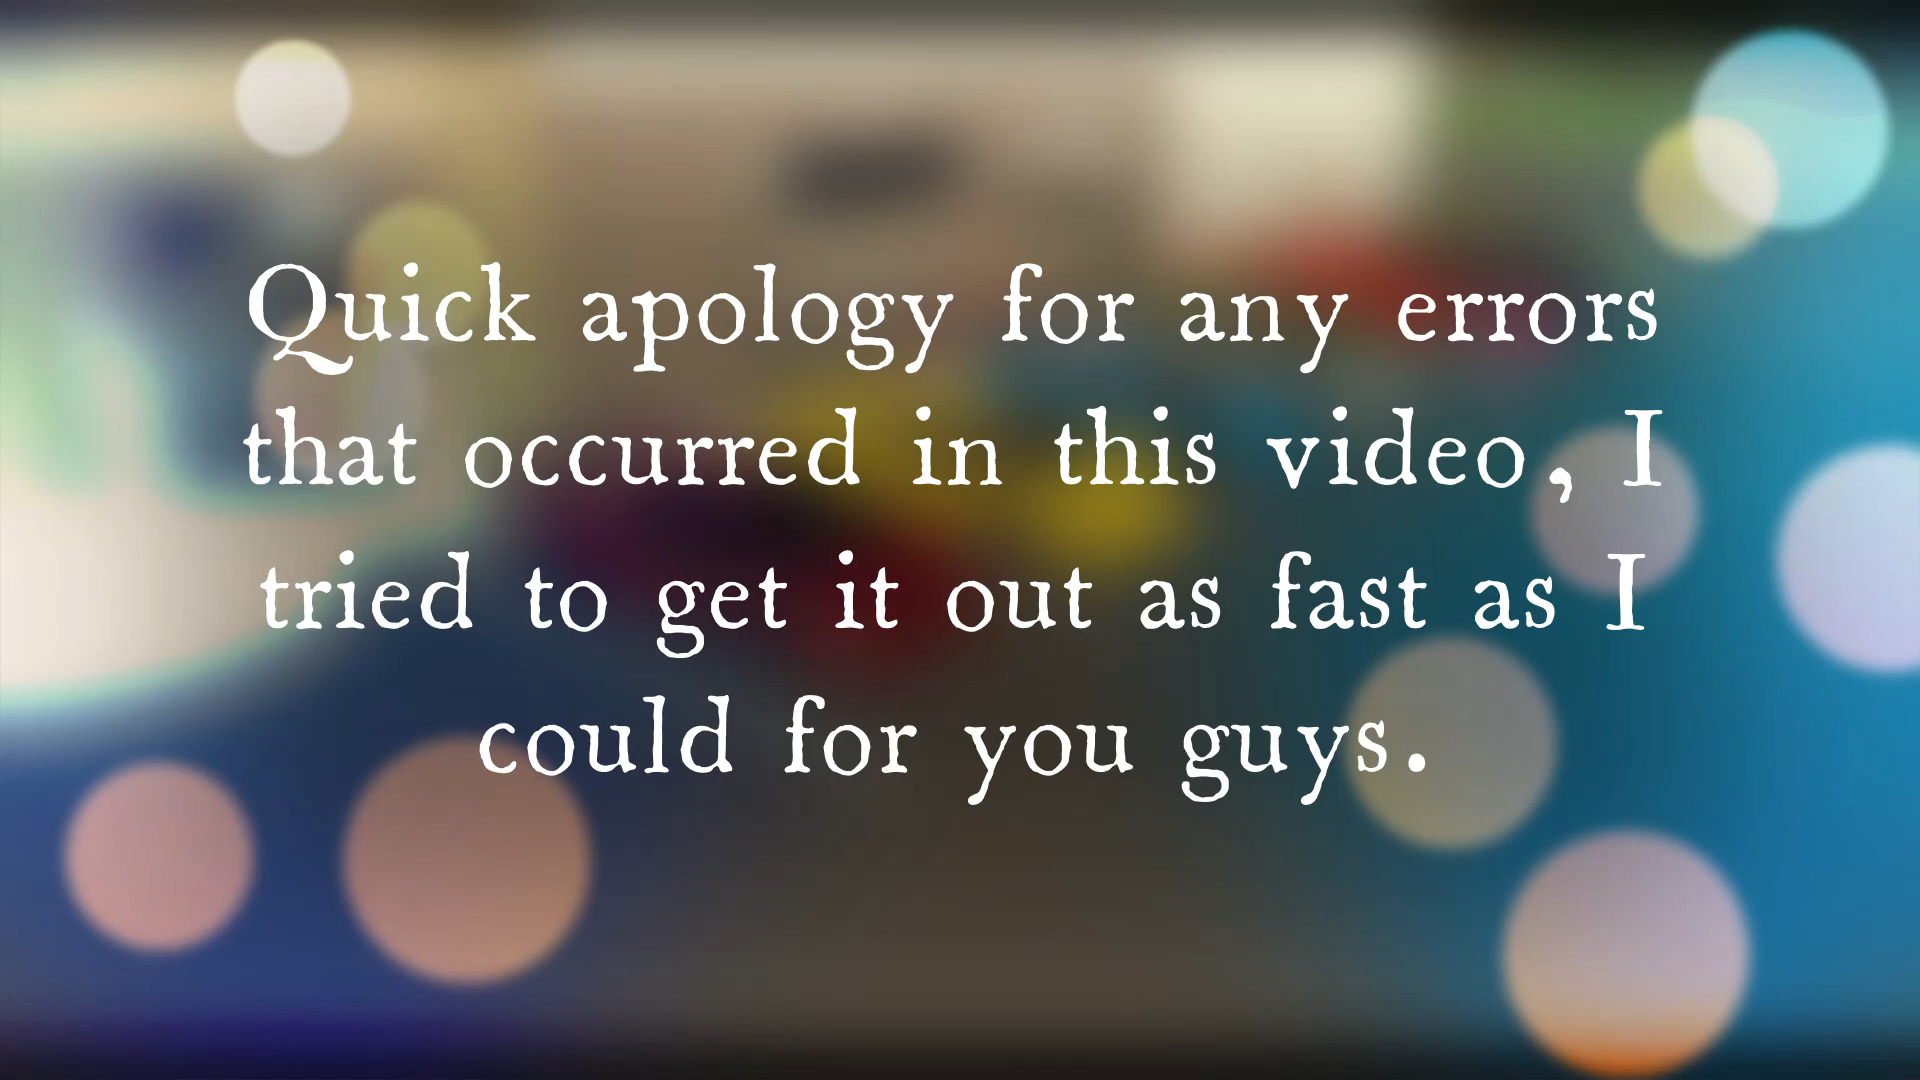 Quick apology for any errors
that occurred in this video, I
tried to get it out as fast as I
could for you guys.